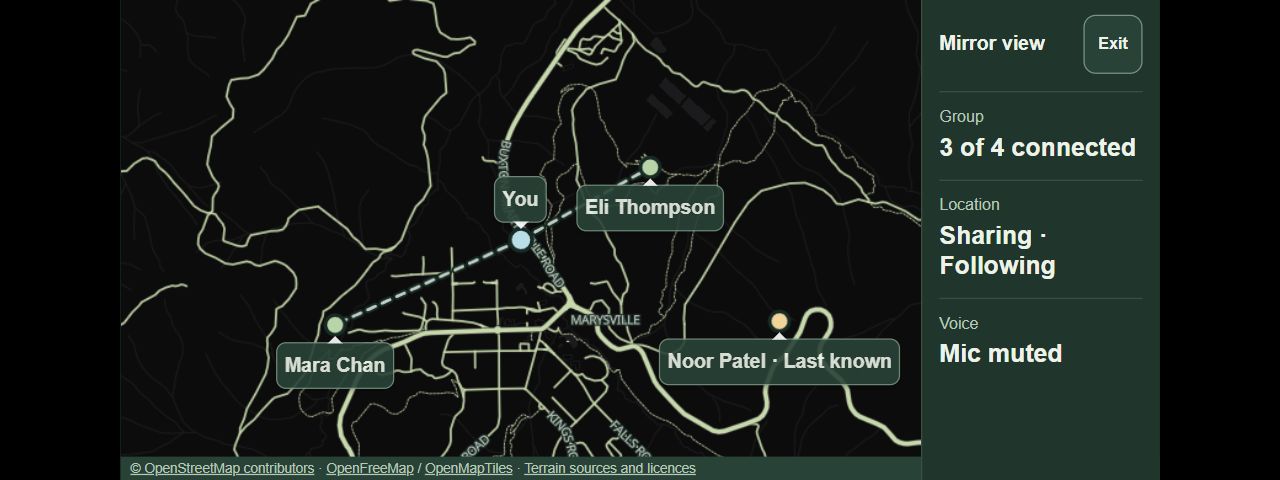 Mirror view
Exit
Group
3 of 4 connected
Location
Sharing ·
Following
Voice
Mic muted
You
Eli Thompson
Mara Chan
Noor Patel · Last known
MARYSVILLE
ROAD
© OpenStreetMap contributors · OpenFreeMap / OpenMapTiles · Terrain sources and licences